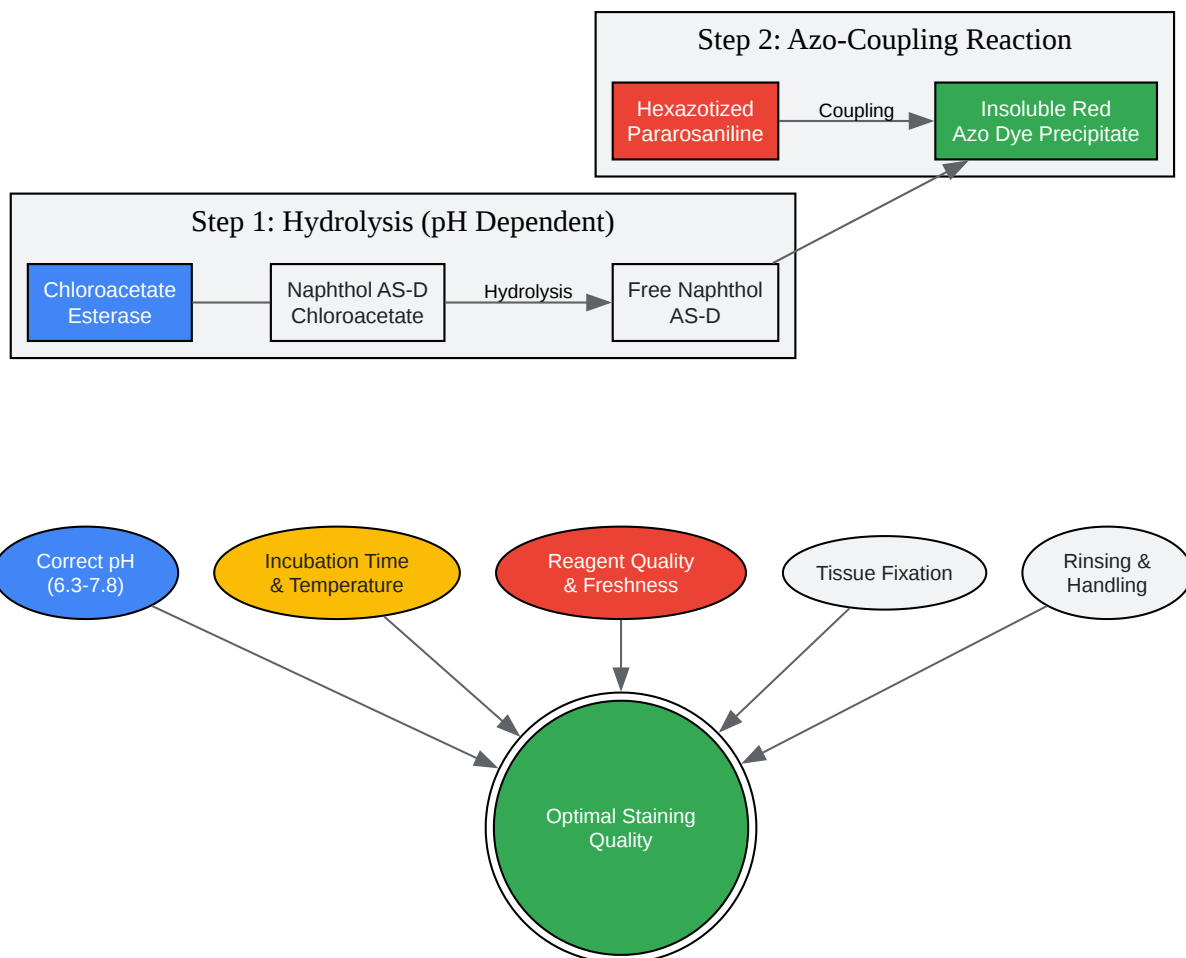 Step 2: Azo-Coupling Reaction
Hexazotized
Pararosaniline
Coupling
Insoluble Red
Azo Dye Precipitate
Step 1: Hydrolysis (pH Dependent)
Chloroacetate
Esterase
Naphthol AS-D
Chloroacetate
Hydrolysis
Free Naphthol
AS-D
Correct pH
(6.3-7.8)
Incubation Time
& Temperature
Reagent Quality
& Freshness
Tissue Fixation
Rinsing &
Handling
Optimal Staining
Quality